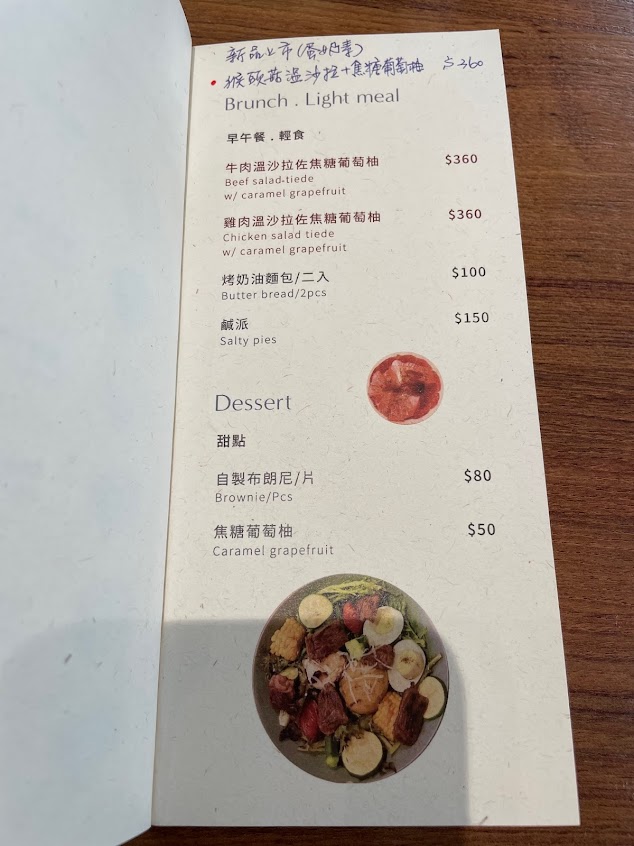 新品上市(蛋奶素)
• 猴頭菇溫沙拉+焦糖葡萄柚 $360
Brunch . Light meal
早午餐 . 輕食
牛肉溫沙拉佐焦糖葡萄柚 $360
Beef salad-tiede
w/ caramel grapefruit
雞肉溫沙拉佐焦糖葡萄柚 $360
Chicken salad tiede
w/ caramel grapefruit
烤奶油麵包/二入 $100
Butter bread/2pcs
鹹派 $150
Salty pies
Dessert
甜點
自製布朗尼/片 $80
Brownie/Pcs
焦糖葡萄柚 $50
Caramel grapefruit